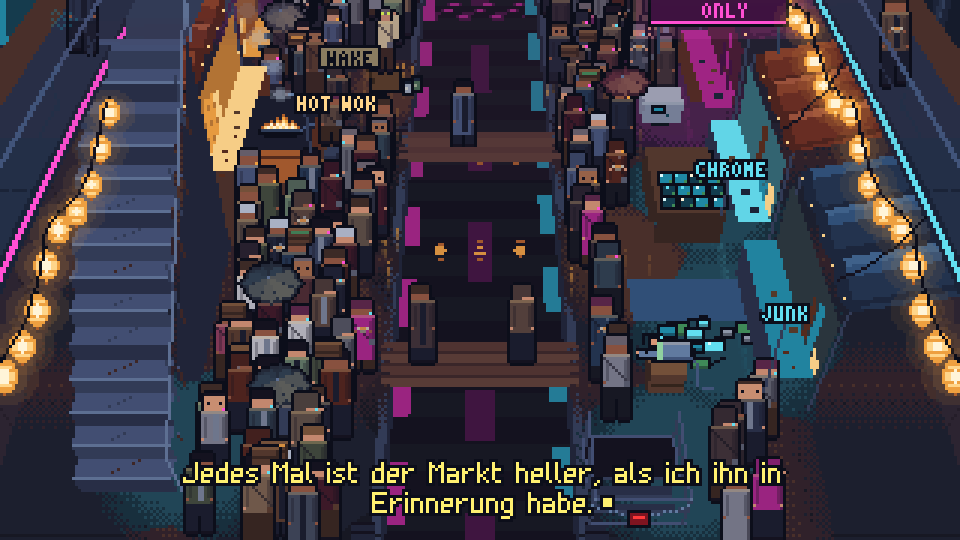 ONLY
WAKE
HOT WOK
CHROME
JUNK
Jedes Mal ist der Markt heller, als ich ihn in
Erinnerung habe.